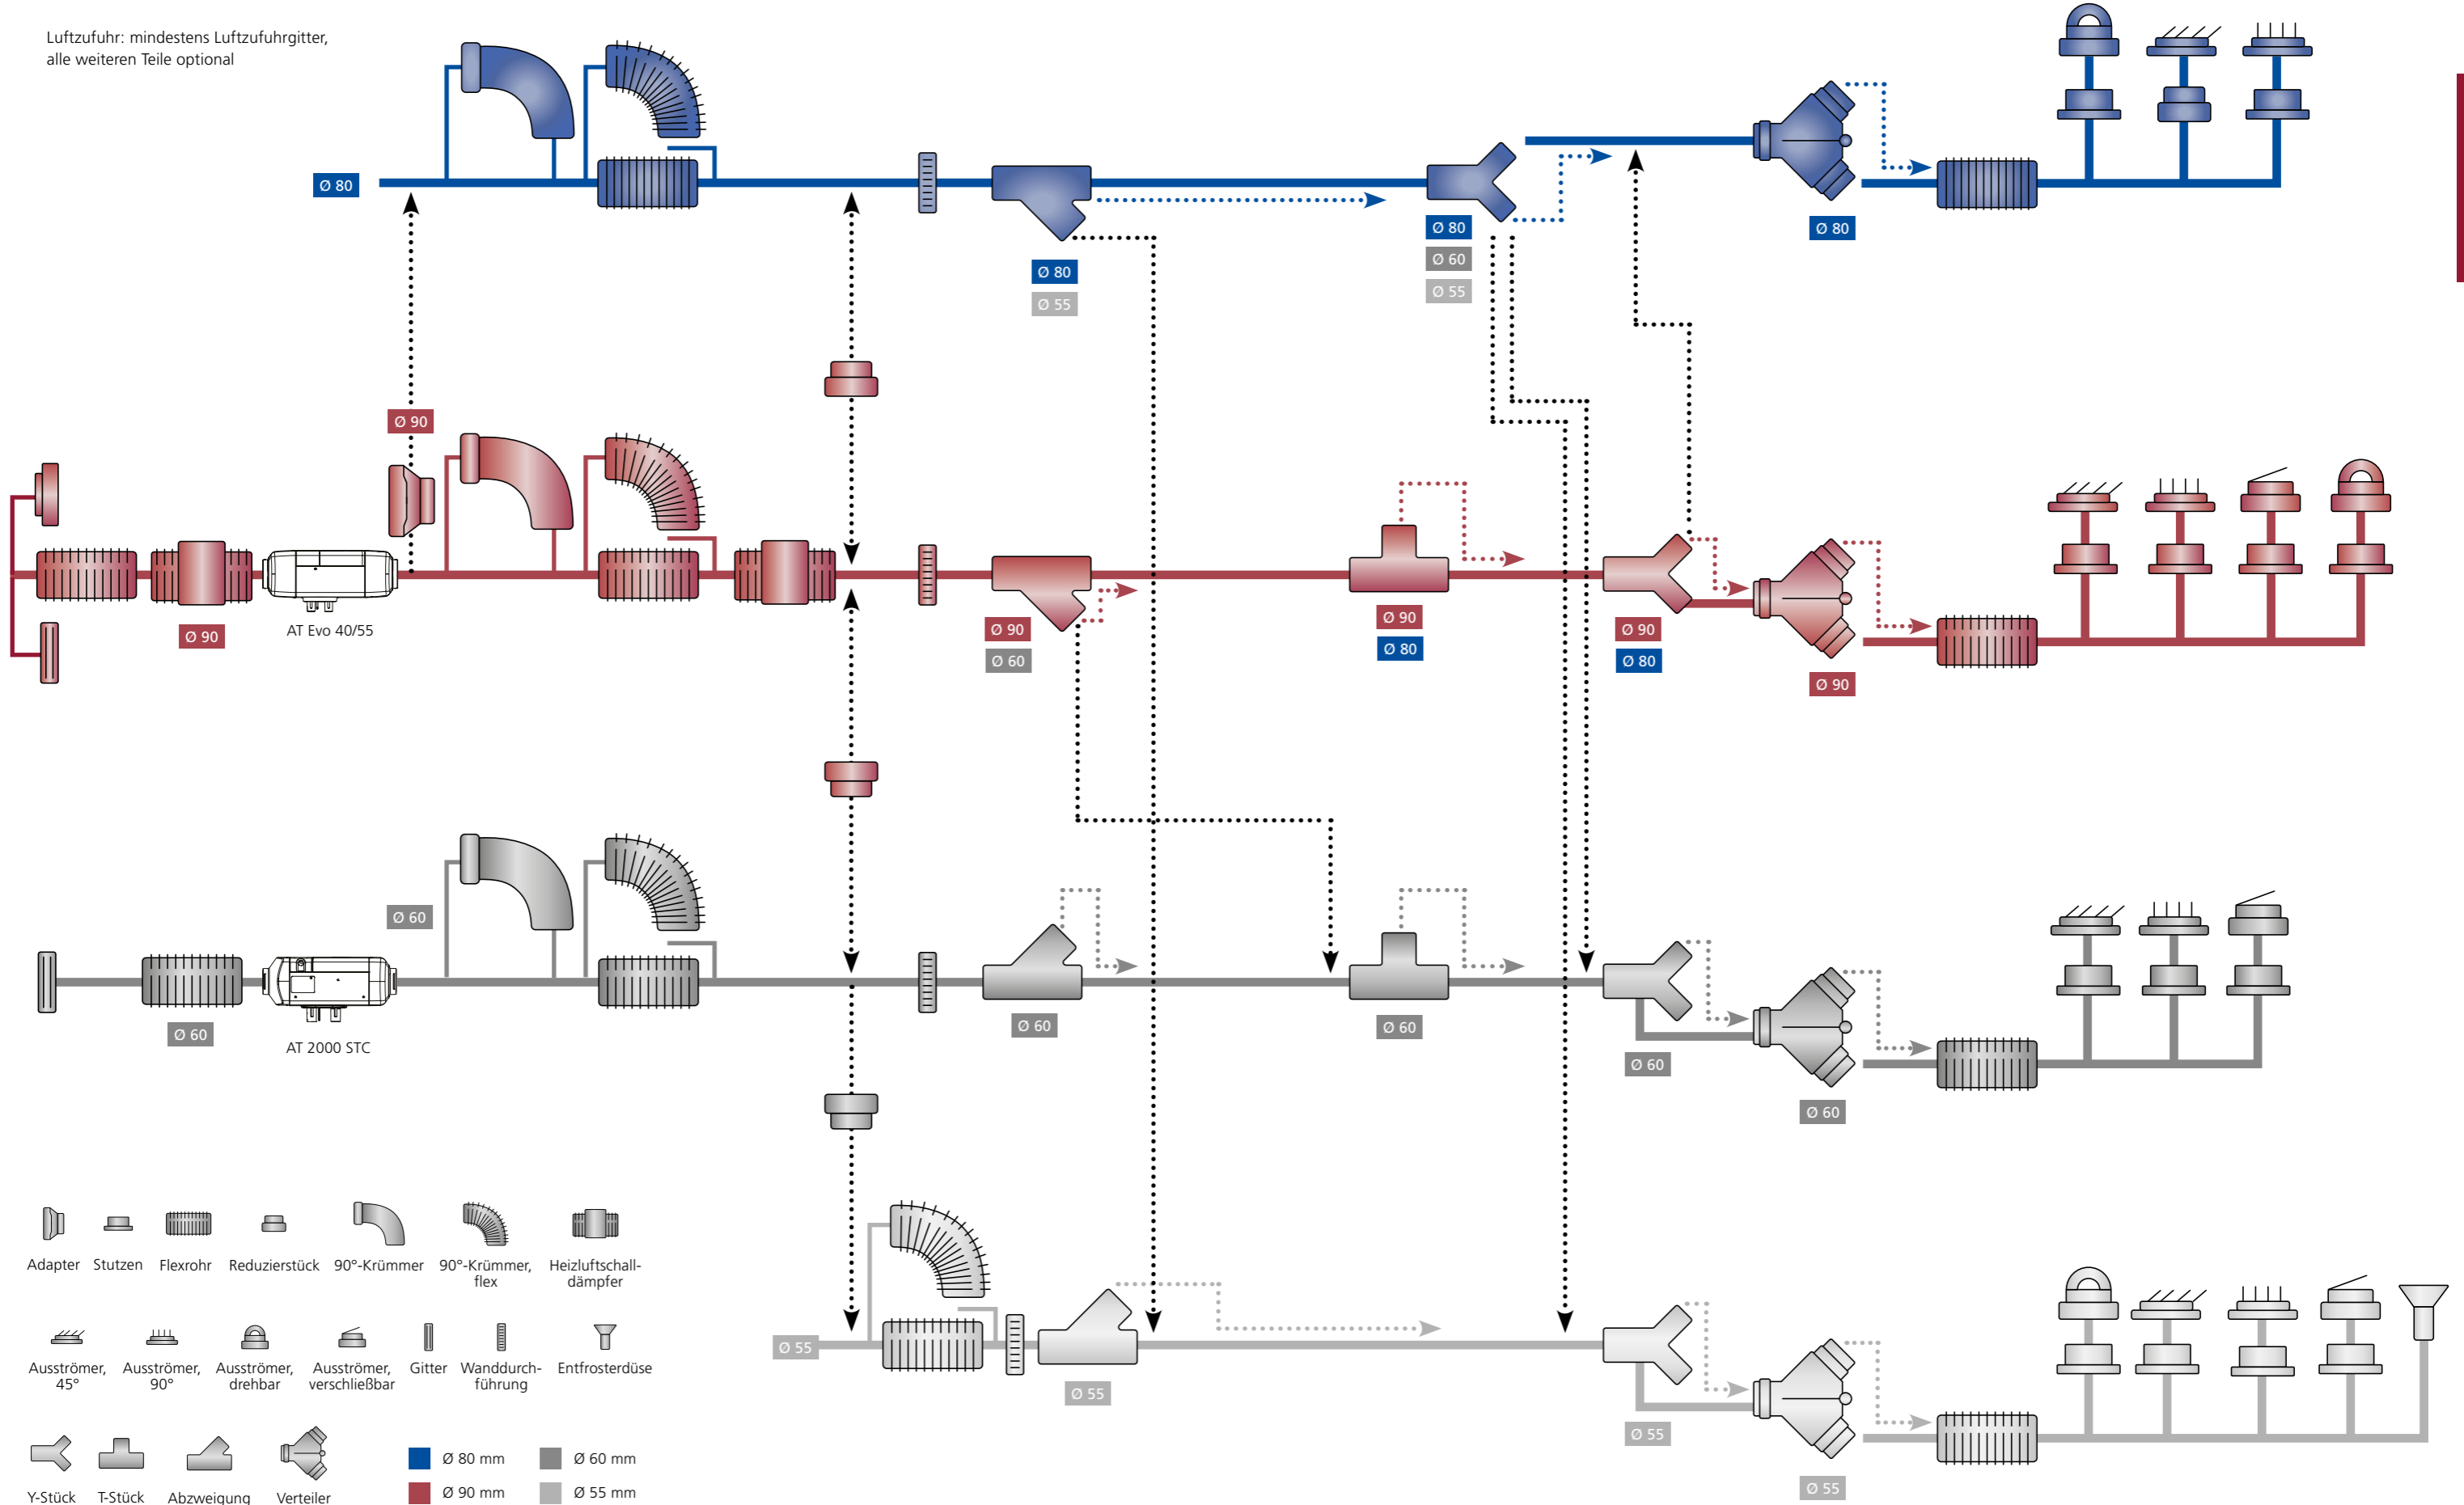 Luftzufuhr: mindestens Luftzufuhrgitter,
alle weiteren Teile optional
Ø 80
Ø 80
Ø 55
Ø 80
Ø 60
Ø 55
Ø 80
Ø 90
Ø 90
AT Evo 40/55
Ø 90
Ø 60
Ø 90
Ø 80
Ø 90
Ø 80
Ø 90
Ø 60
Ø 60
AT 2000 STC
Ø 60
Ø 60
Ø 60
Ø 60
Ø 55
Ø 55
Ø 55
Ø 55
Adapter
Stutzen
Flexrohr
Reduzierstück
90°-Krümmer
90°-Krümmer,
flex
Heizluftschall-
dämpfer
Ausströmer,
45°
Ausströmer,
90°
Ausströmer,
drehbar
Ausströmer,
verschließbar
Gitter
Wanddurch-
führung
Entfrosterdüse
Y-Stück
T-Stück
Abzweigung
Verteiler
Ø 80 mm
Ø 60 mm
Ø 90 mm
Ø 55 mm